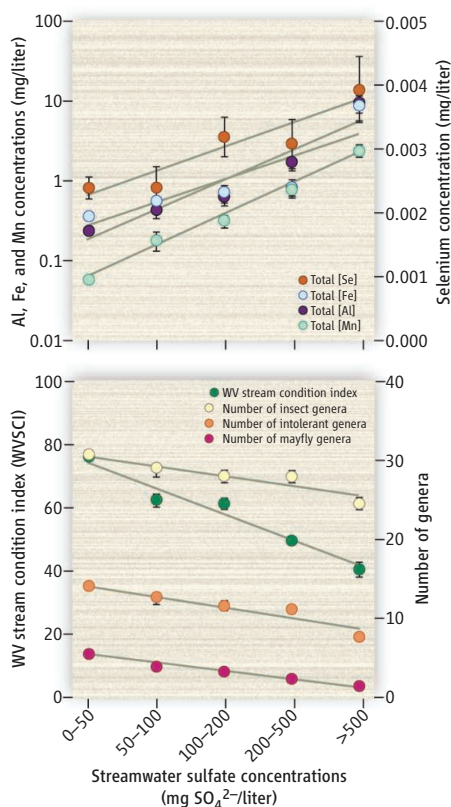 100
10
1
0.1
0.01
Al, Fe, and Mn concentrations (mg/liter)
0.005
0.004
0.003
0.002
0.001
0.000
Selenium concentration (mg/liter)
Total [Se]
Total [Fe]
Total [Al]
Total [Mn]
100
80
60
40
20
0
WV stream condition index (WVSCI)
40
30
20
10
0
Number of genera
WV stream condition index
Number of insect genera
Number of intolerant genera
Number of mayfly genera
0–50
50–100
100–200
200–500
>500
Streamwater sulfate concentrations
(mg SO₄²⁻/liter)